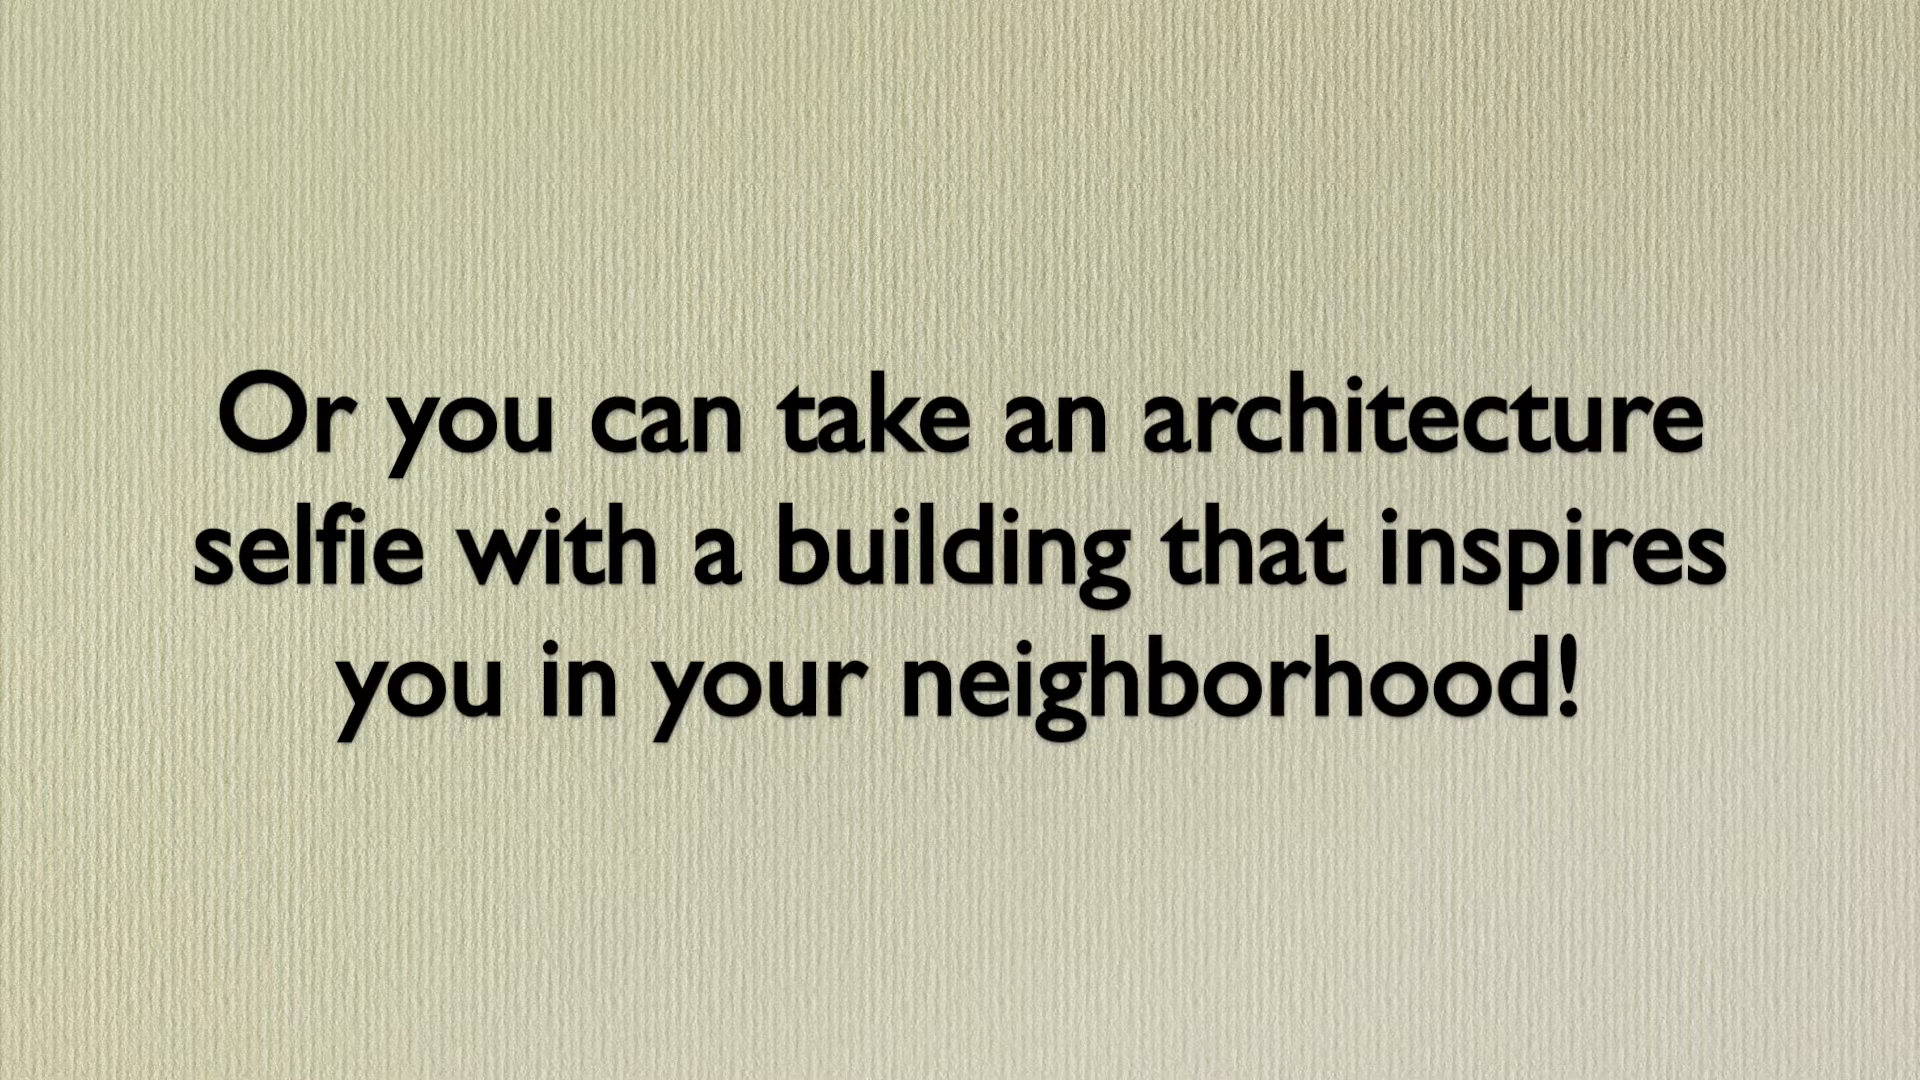 Or you can take an architecture
selfie with a building that inspires
you in your neighborhood!